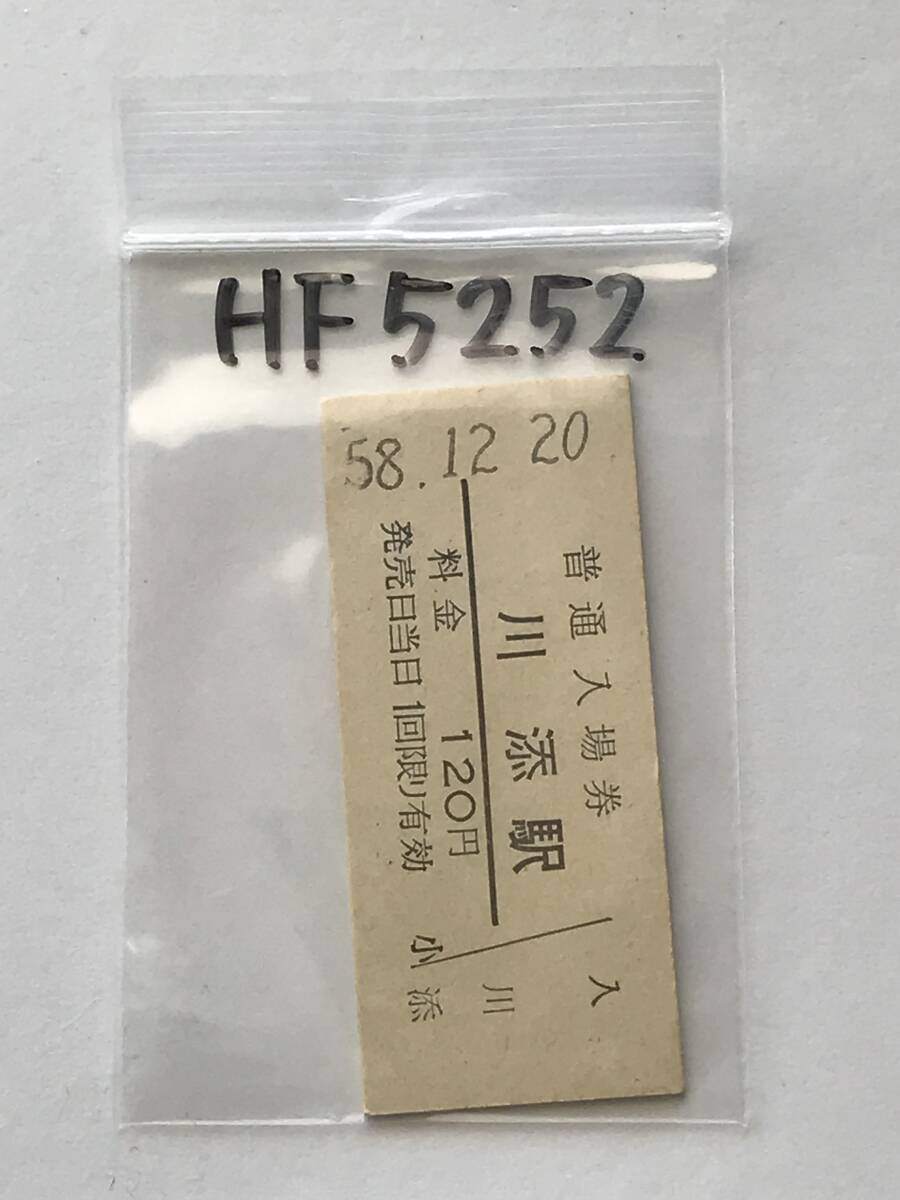 HF5252
58.12 20
普通入場券
川添駅
料金 120円
発売日当日1回限り有効
入
小
川添